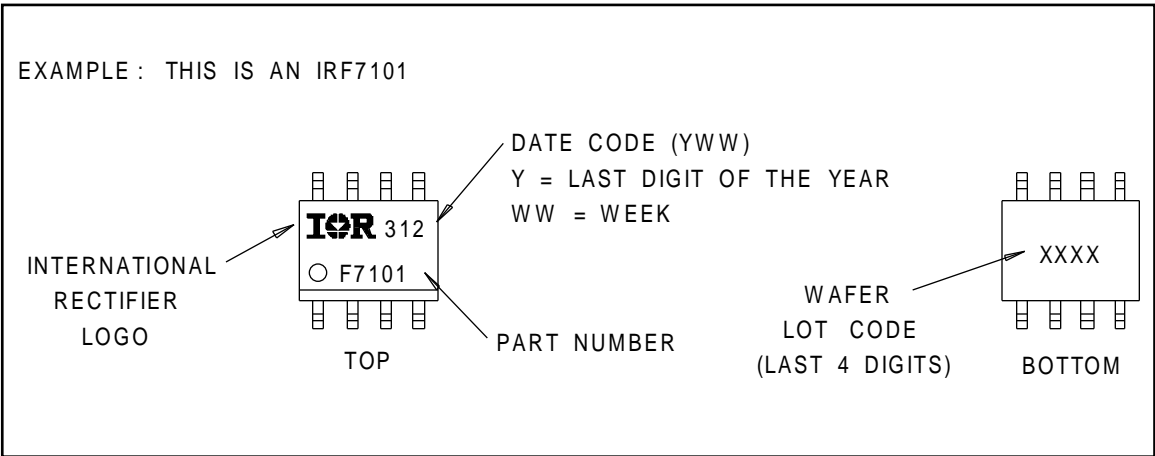 EXAMPLE : THIS IS AN IRF7101
DATE CODE (YWW)
Y = LAST DIGIT OF THE YEAR
WW = WEEK
IOR 312
F7101
INTERNATIONAL
RECTIFIER
LOGO
TOP
PART NUMBER
XXXX
WAFER
LOT CODE
(LAST 4 DIGITS)
BOTTOM